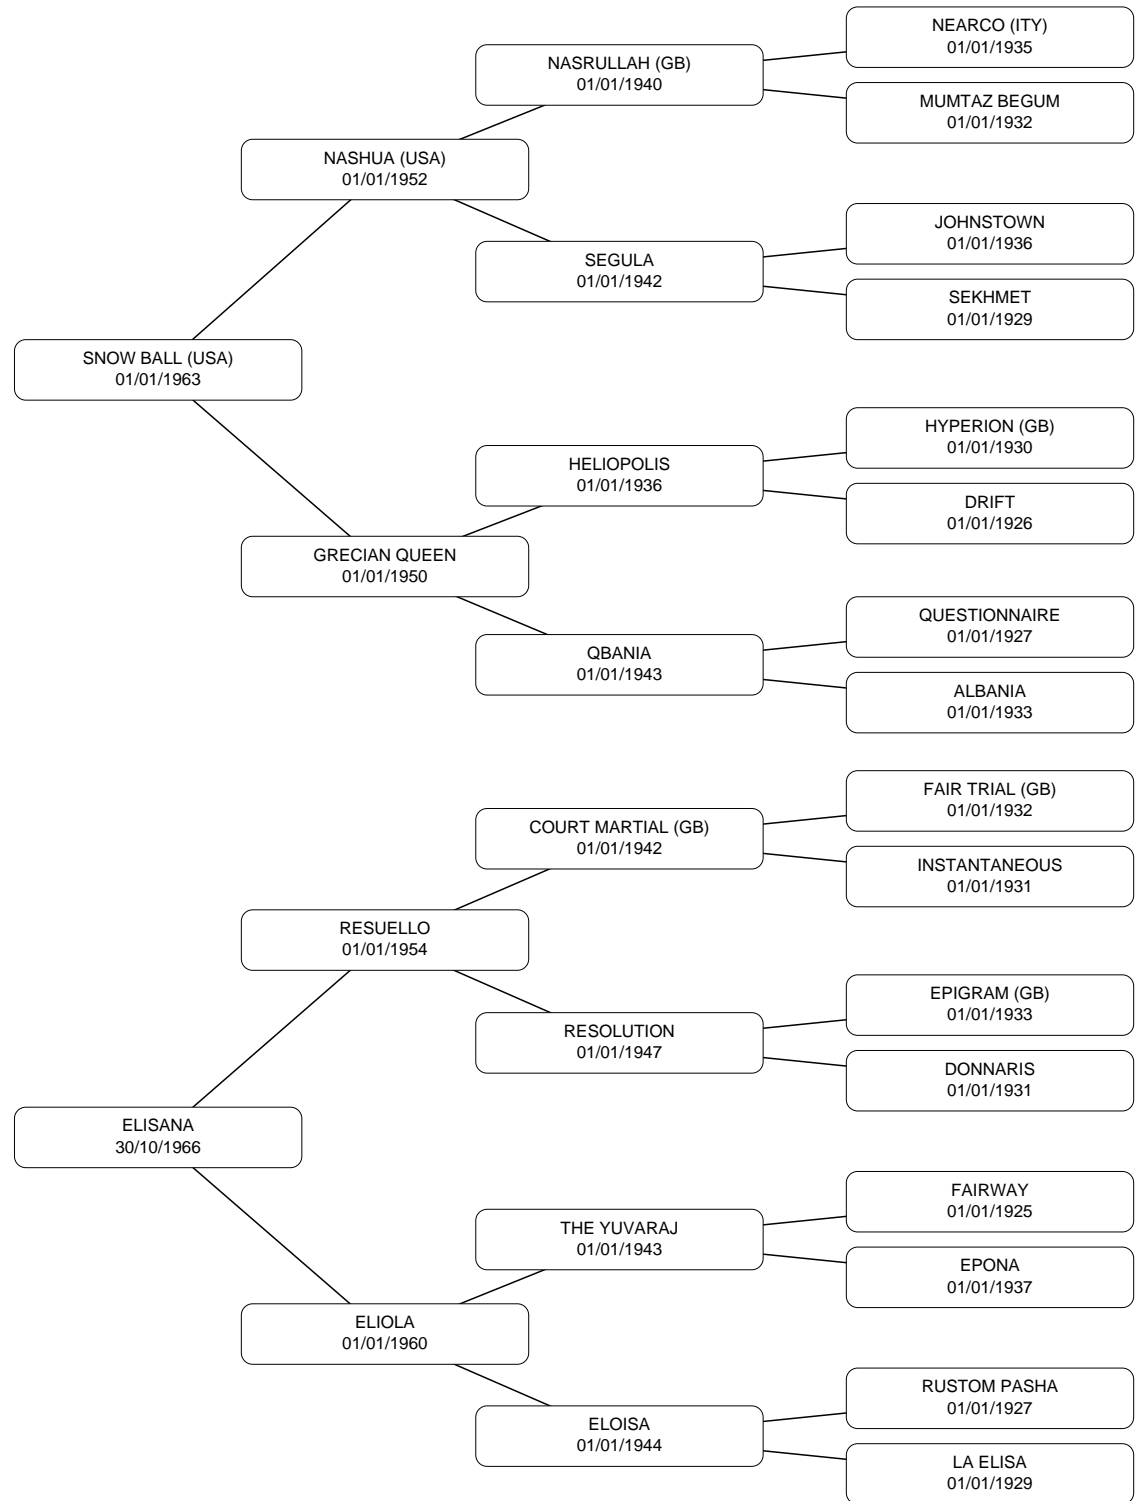 NEARCO (ITY)
01/01/1935
NASRULLAH (GB)
01/01/1940
MUMTAZ BEGUM
01/01/1932
NASHUA (USA)
01/01/1952
JOHNSTOWN
01/01/1936
SEGULA
01/01/1942
SEKHMET
01/01/1929
SNOW BALL (USA)
01/01/1963
HYPERION (GB)
01/01/1930
HELIOPOLIS
01/01/1936
DRIFT
01/01/1926
GRECIAN QUEEN
01/01/1950
QUESTIONNAIRE
01/01/1927
QBANIA
01/01/1943
ALBANIA
01/01/1933
FAIR TRIAL (GB)
01/01/1932
COURT MARTIAL (GB)
01/01/1942
INSTANTANEOUS
01/01/1931
RESUELLO
01/01/1954
EPIGRAM (GB)
01/01/1933
RESOLUTION
01/01/1947
DONNARIS
01/01/1931
ELISANA
30/10/1966
FAIRWAY
01/01/1925
THE YUVARAJ
01/01/1943
EPONA
01/01/1937
ELIOLA
01/01/1960
RUSTOM PASHA
01/01/1927
ELOISA
01/01/1944
LA ELISA
01/01/1929